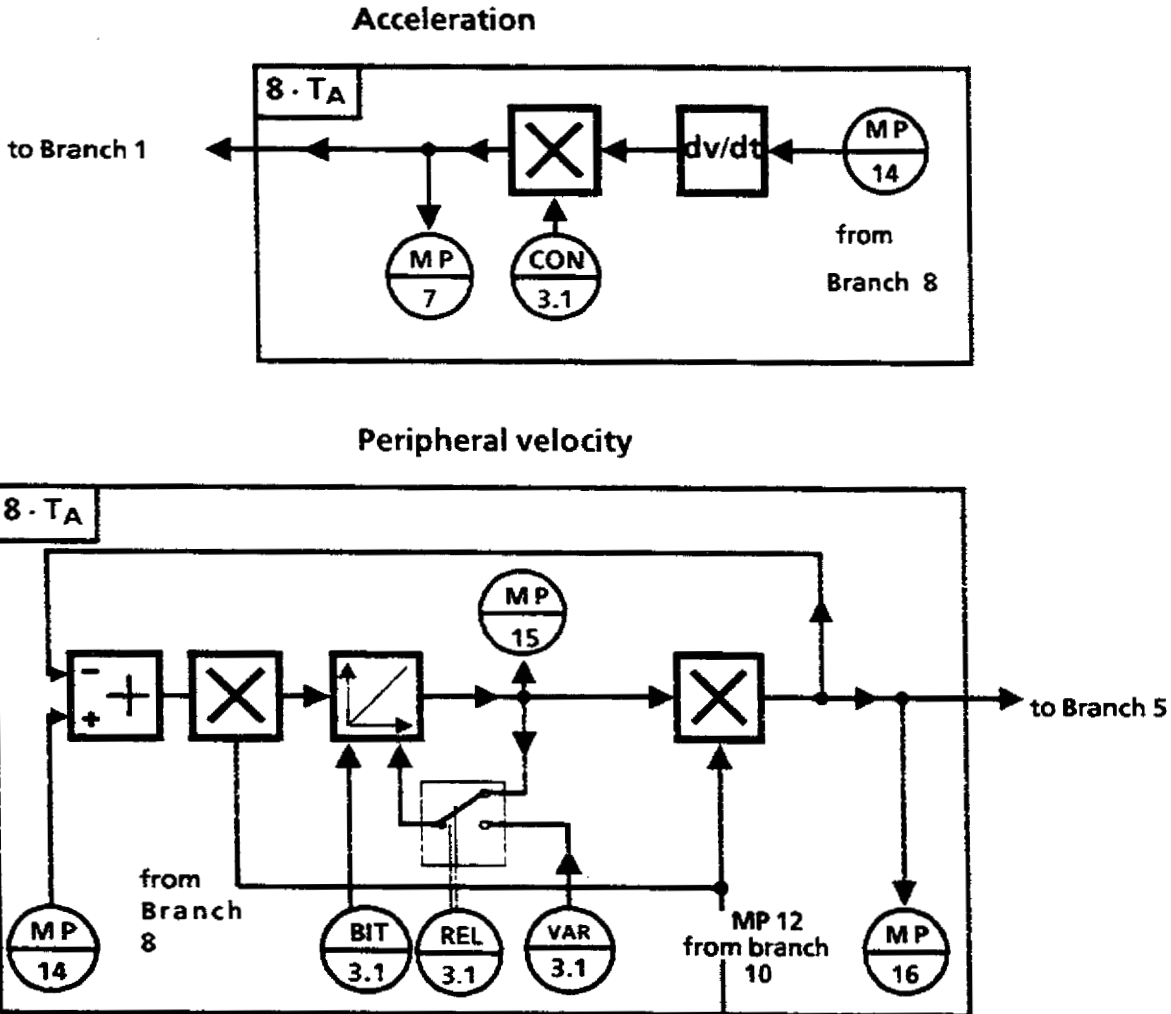 Acceleration
8 · TA
to Branch 1
dv/dt
MP
14
MP
7
CON
3.1
from
Branch 8
Peripheral velocity
8 · TA
MP
15
-
+
to Branch 5
from
Branch
8
MP
14
BIT
3.1
REL
3.1
VAR
3.1
MP 12
from branch
10
MP
16